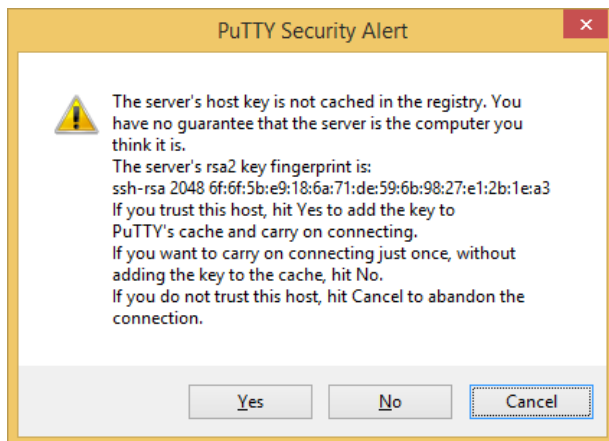 PuTTY Security Alert
The server's host key is not cached in the registry. You
have no guarantee that the server is the computer you
think it is.
The server's rsa2 key fingerprint is:
ssh-rsa 2048 6f:6f:5b:e9:18:6a:71:de:59:6b:98:27:e1:2b:1e:a3
If you trust this host, hit Yes to add the key to
PuTTY's cache and carry on connecting.
If you want to carry on connecting just once, without
adding the key to the cache, hit No.
If you do not trust this host, hit Cancel to abandon the
connection.
Yes
No
Cancel